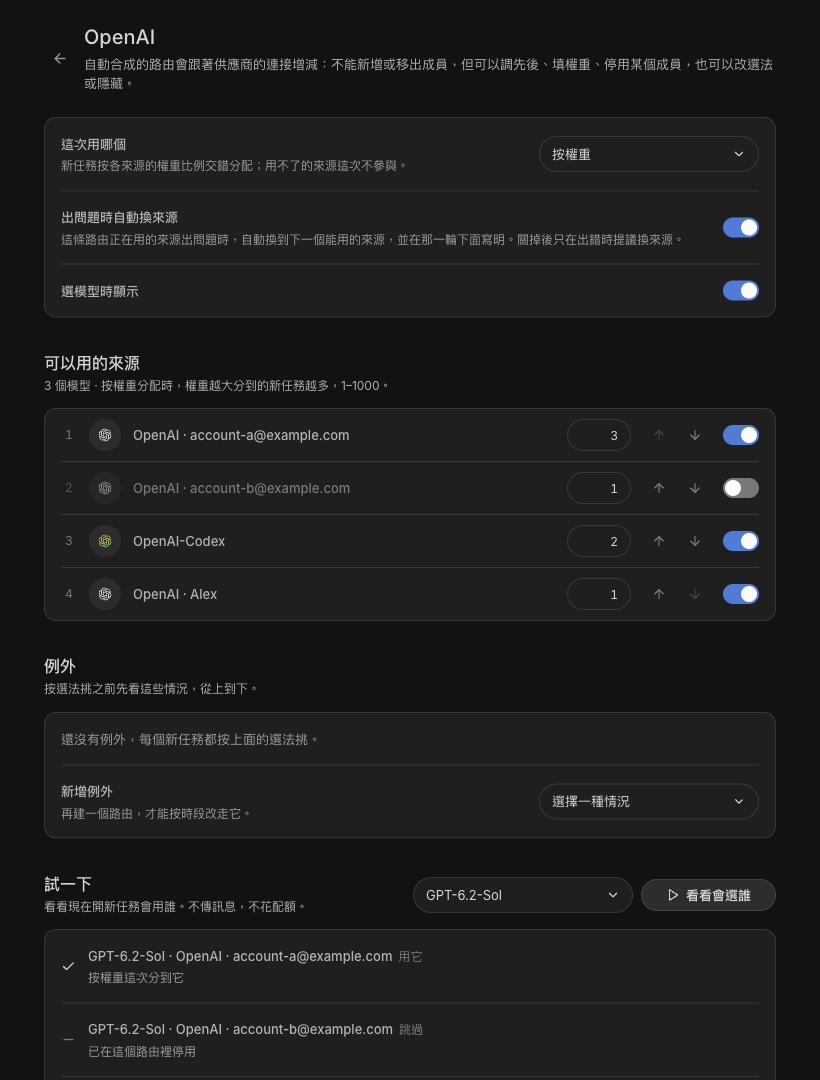 OpenAI
自動合成的路由會跟著供應商的連接增減：不能新增或移出成員，但可以調先後、填權重、停用某個成員，也可以改選法
或隱藏。
這次用哪個
新任務按各來源的權重比例交錯分配；用不了的來源這次不參與。
按權重
出問題時自動換來源
這條路由正在用的來源出問題時，自動換到下一個能用的來源，並在那一輪下面寫明。關掉後只在出錯時提議換來源。
選模型時顯示
可以用的來源
3 個模型 · 按權重分配時，權重越大分到的新任務越多，1–1000。
1 OpenAI · account-a@example.com 3
2 OpenAI · account-b@example.com 1
3 OpenAI-Codex 2
4 OpenAI · Alex 1
例外
按選法挑之前先看這些情況，從上到下。
還沒有例外，每個新任務都按上面的選法挑。
新增例外
再建一個路由，才能按時段改走它。
選擇一種情況
試一下
看看現在開新任務會用誰。不傳訊息，不花配額。
GPT-6.2-Sol
看看會選誰
GPT-6.2-Sol · OpenAI · account-a@example.com 用它
按權重這次分到它
GPT-6.2-Sol · OpenAI · account-b@example.com 跳過
已在這個路由裡停用